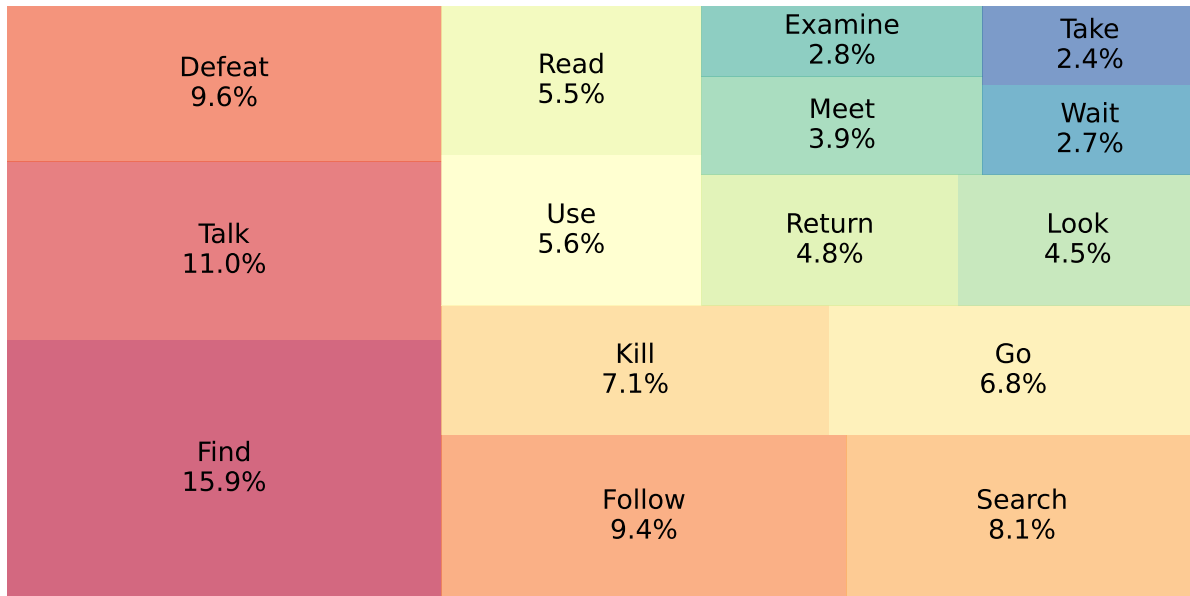 Defeat
9.6%
Talk
11.0%
Find
15.9%
Read
5.5%
Use
5.6%
Examine
2.8%
Meet
3.9%
Take
2.4%
Wait
2.7%
Return
4.8%
Look
4.5%
Kill
7.1%
Go
6.8%
Follow
9.4%
Search
8.1%